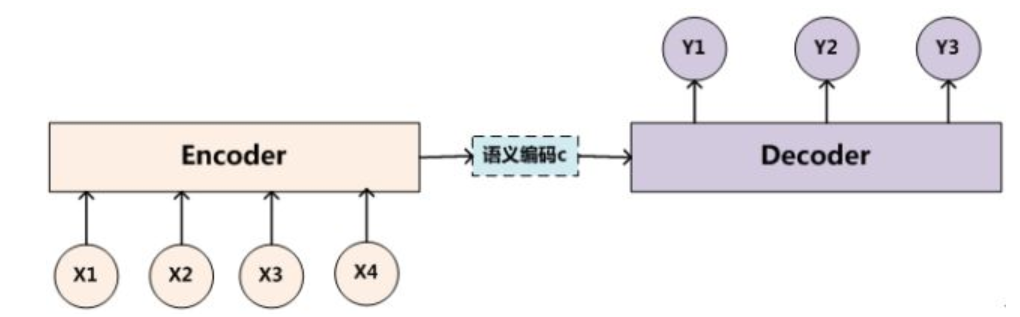 Y1 Y2 Y3
Encoder 语义编码c Decoder
X1 X2 X3 X4